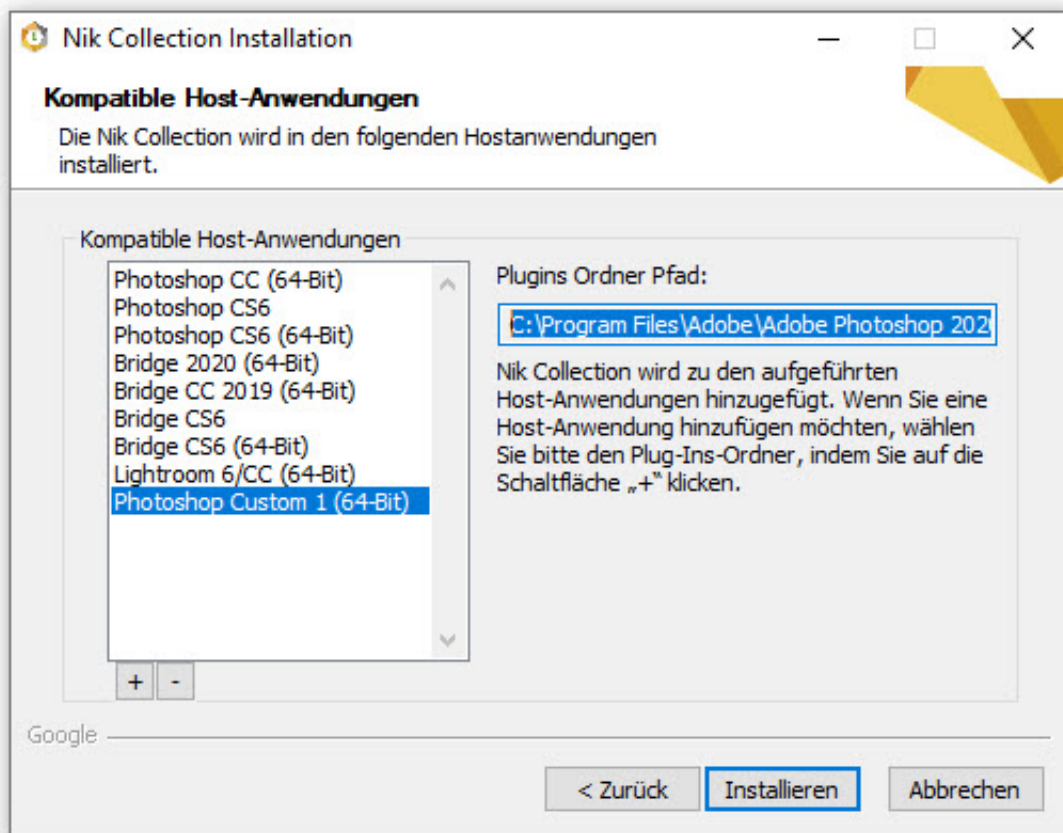 Nik Collection Installation
Kompatible Host-Anwendungen
Die Nik Collection wird in den folgenden Hostanwendungen
installiert.
Kompatible Host-Anwendungen
Photoshop CC (64-Bit)
Photoshop CS6
Photoshop CS6 (64-Bit)
Bridge 2020 (64-Bit)
Bridge CC 2019 (64-Bit)
Bridge CS6
Bridge CS6 (64-Bit)
Lightroom 6/CC (64-Bit)
Photoshop Custom 1 (64-Bit)
+ -
Plugins Ordner Pfad:
C:\Program Files\Adobe\Adobe Photoshop 202
Nik Collection wird zu den aufgeführten
Host-Anwendungen hinzugefügt. Wenn Sie eine
Host-Anwendung hinzufügen möchten, wählen
Sie bitte den Plug-Ins-Ordner, indem Sie auf die
Schaltfläche „+“ klicken.
Google
< Zurück Installieren Abbrechen